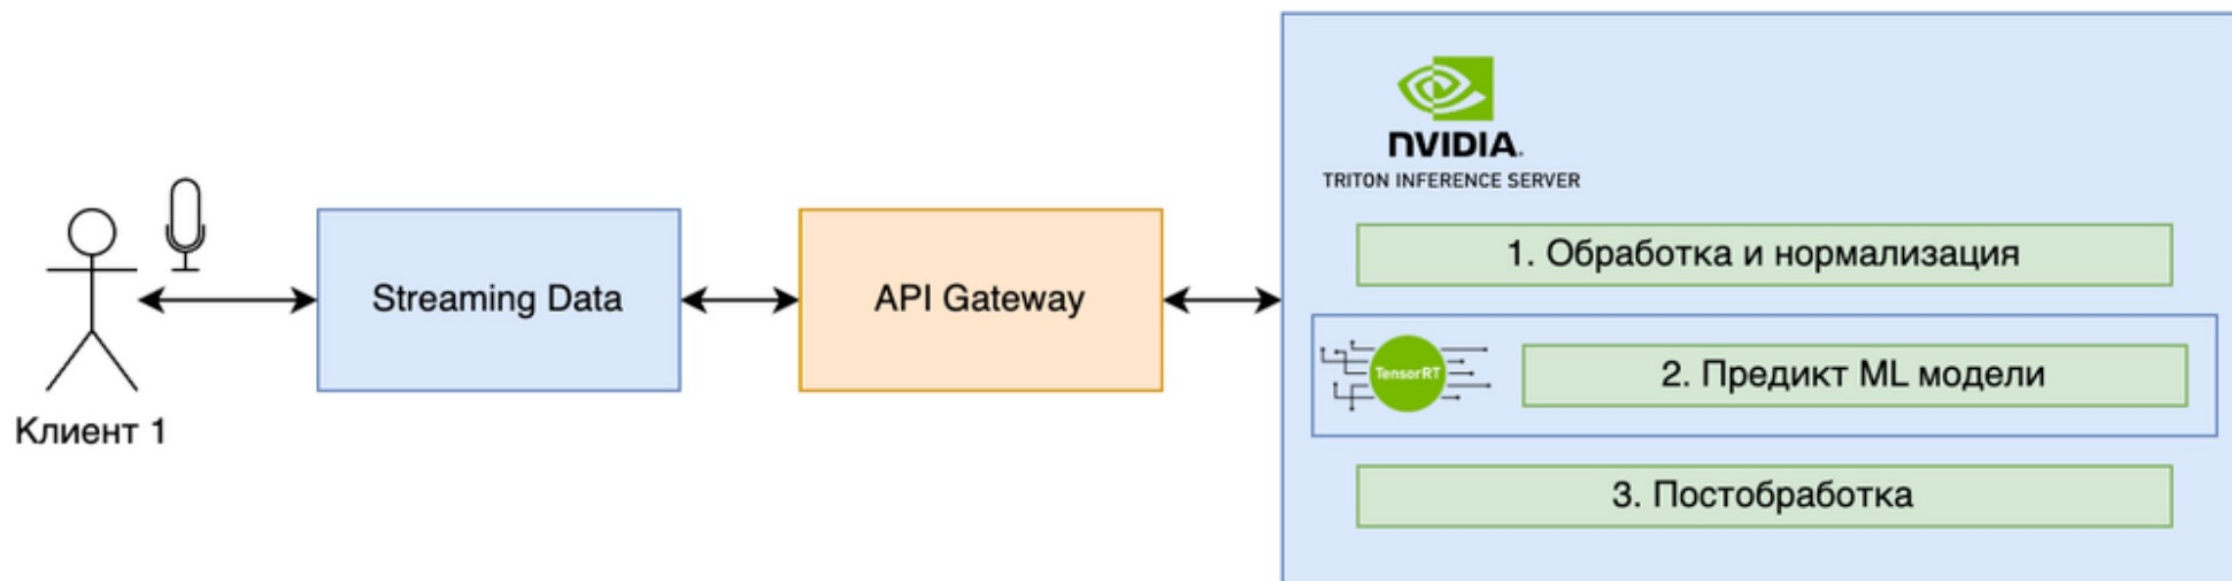 Клиент 1
Streaming Data
API Gateway
NVIDIA.
TRITON INFERENCE SERVER
1. Обработка и нормализация
TensorRT
2. Предикт ML модели
3. Постобработка